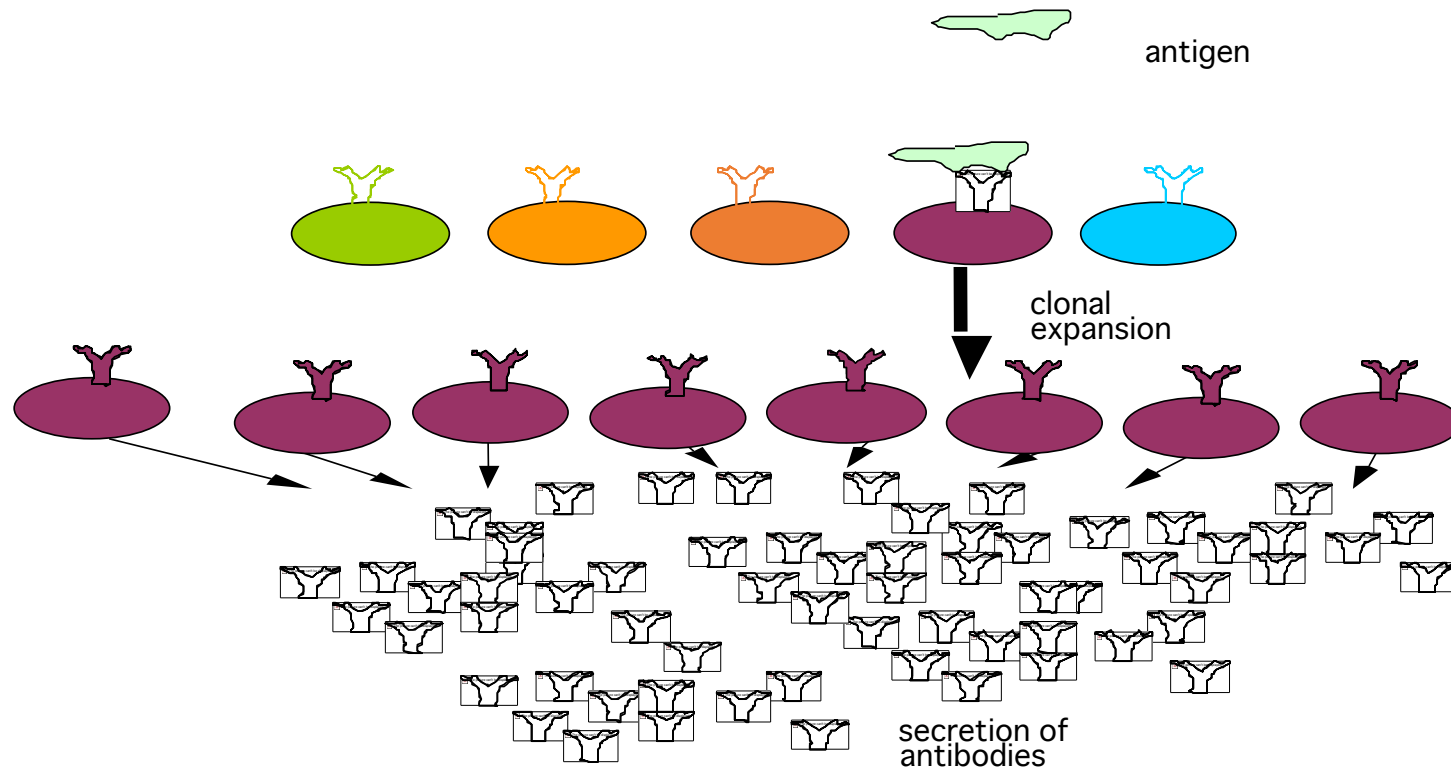 antigen
clonal
expansion
secretion of
antibodies